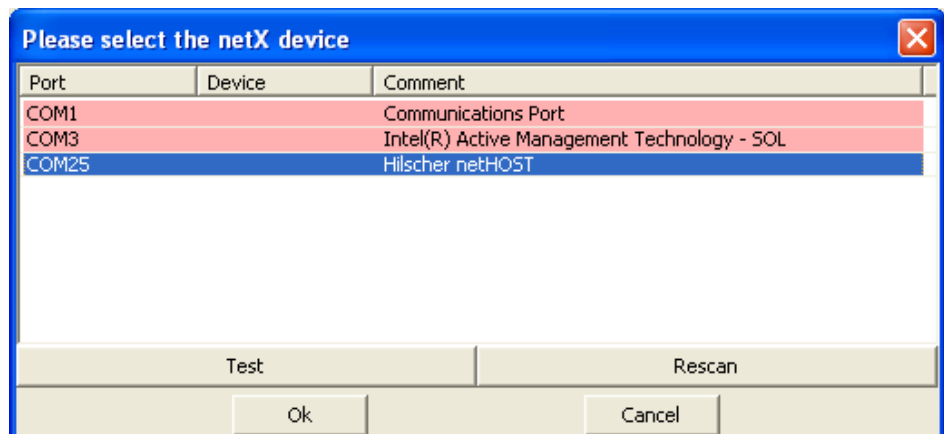 Please select the netX device
Port Device Comment
COM1 Communications Port
COM3 Intel(R) Active Management Technology - SOL
COM25 Hilscher netHOST
Test Rescan
Ok Cancel